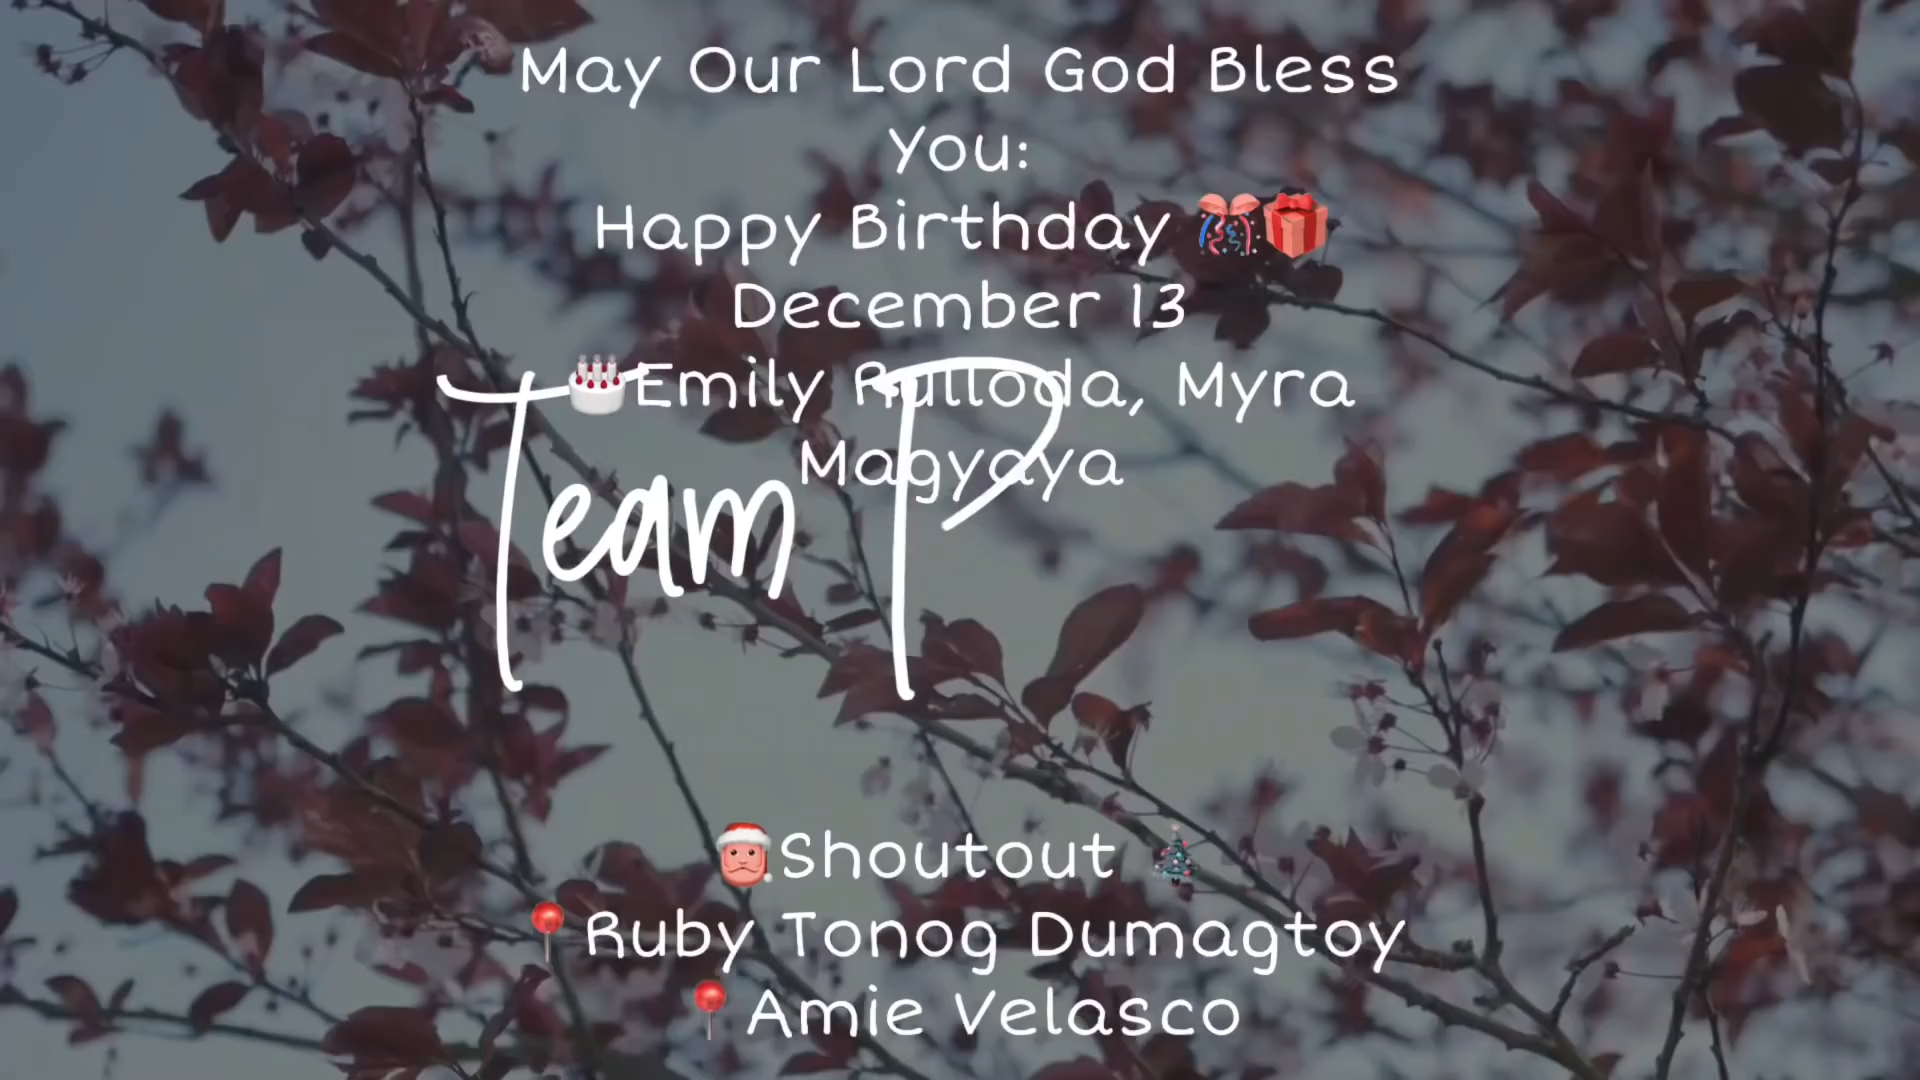 May Our Lord God Bless
You:
Happy Birthday 🎊🎁
December 13
🎂Emily Rulloda, Myra
Magyaya
Team P
🎅Shoutout 🎄
📍Ruby Tonog Dumagtoy
📍Amie Velasco